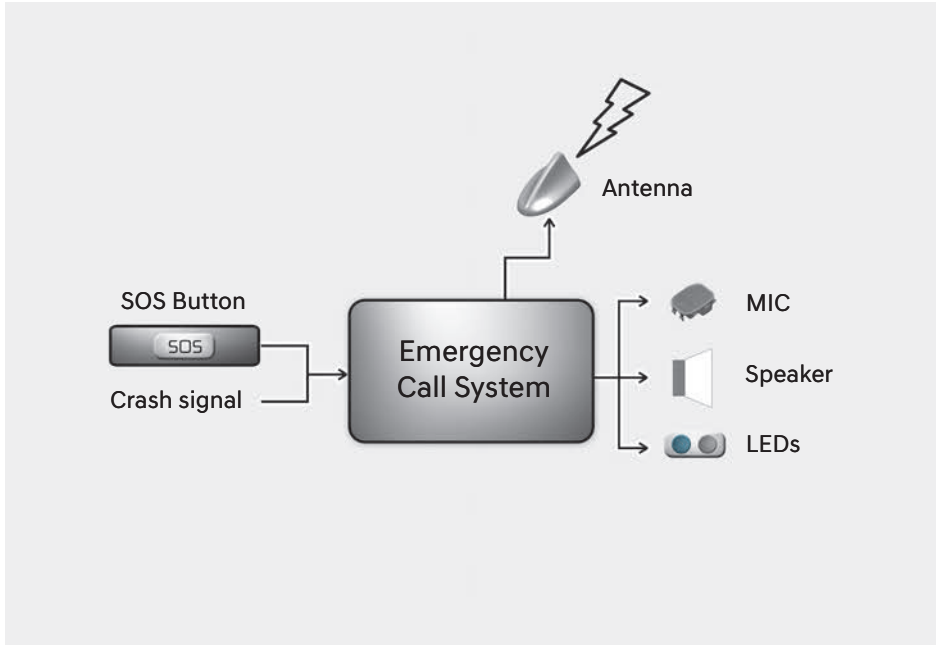 Antenna
SOS Button
SOS
Crash signal
Emergency
Call System
MIC
Speaker
LEDs